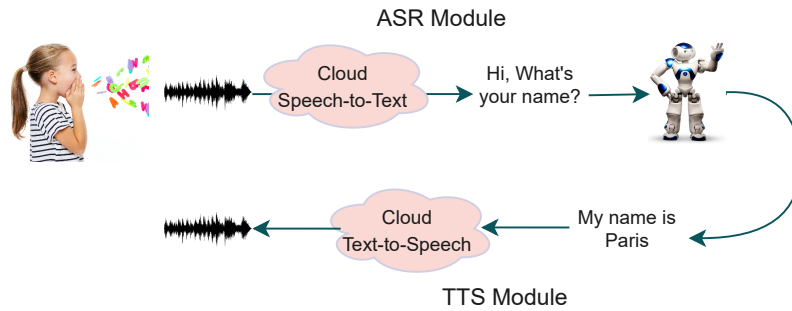 ASR Module
Cloud
Speech-to-Text
Hi, What's
your name?
My name is
Paris
Cloud
Text-to-Speech
TTS Module